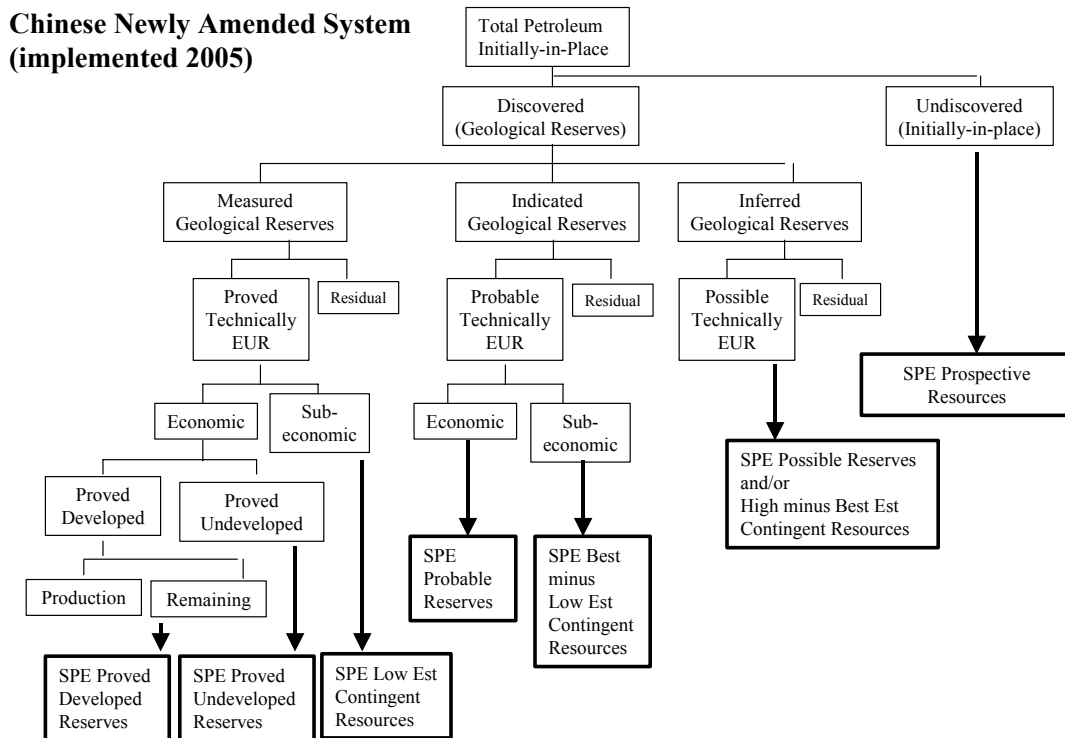 Chinese Newly Amended System
(implemented 2005)
Total Petroleum
Initially-in-Place
Discovered
(Geological Reserves)
Undiscovered
(Initially-in-place)
Measured
Geological Reserves
Indicated
Geological Reserves
Inferred
Geological Reserves
Proved
Technically
EUR
Residual
Probable
Technically
EUR
Residual
Possible
Technically
EUR
Residual
SPE Prospective
Resources
Economic
Sub-
economic
Economic
Sub-
economic
SPE Possible Reserves
and/or
High minus Best Est
Contingent Resources
Proved
Developed
Proved
Undeveloped
SPE
Probable
Reserves
SPE Best
minus
Low Est
Contingent
Resources
Production
Remaining
SPE Proved
Developed
Reserves
SPE Proved
Undeveloped
Reserves
SPE Low Est
Contingent
Resources